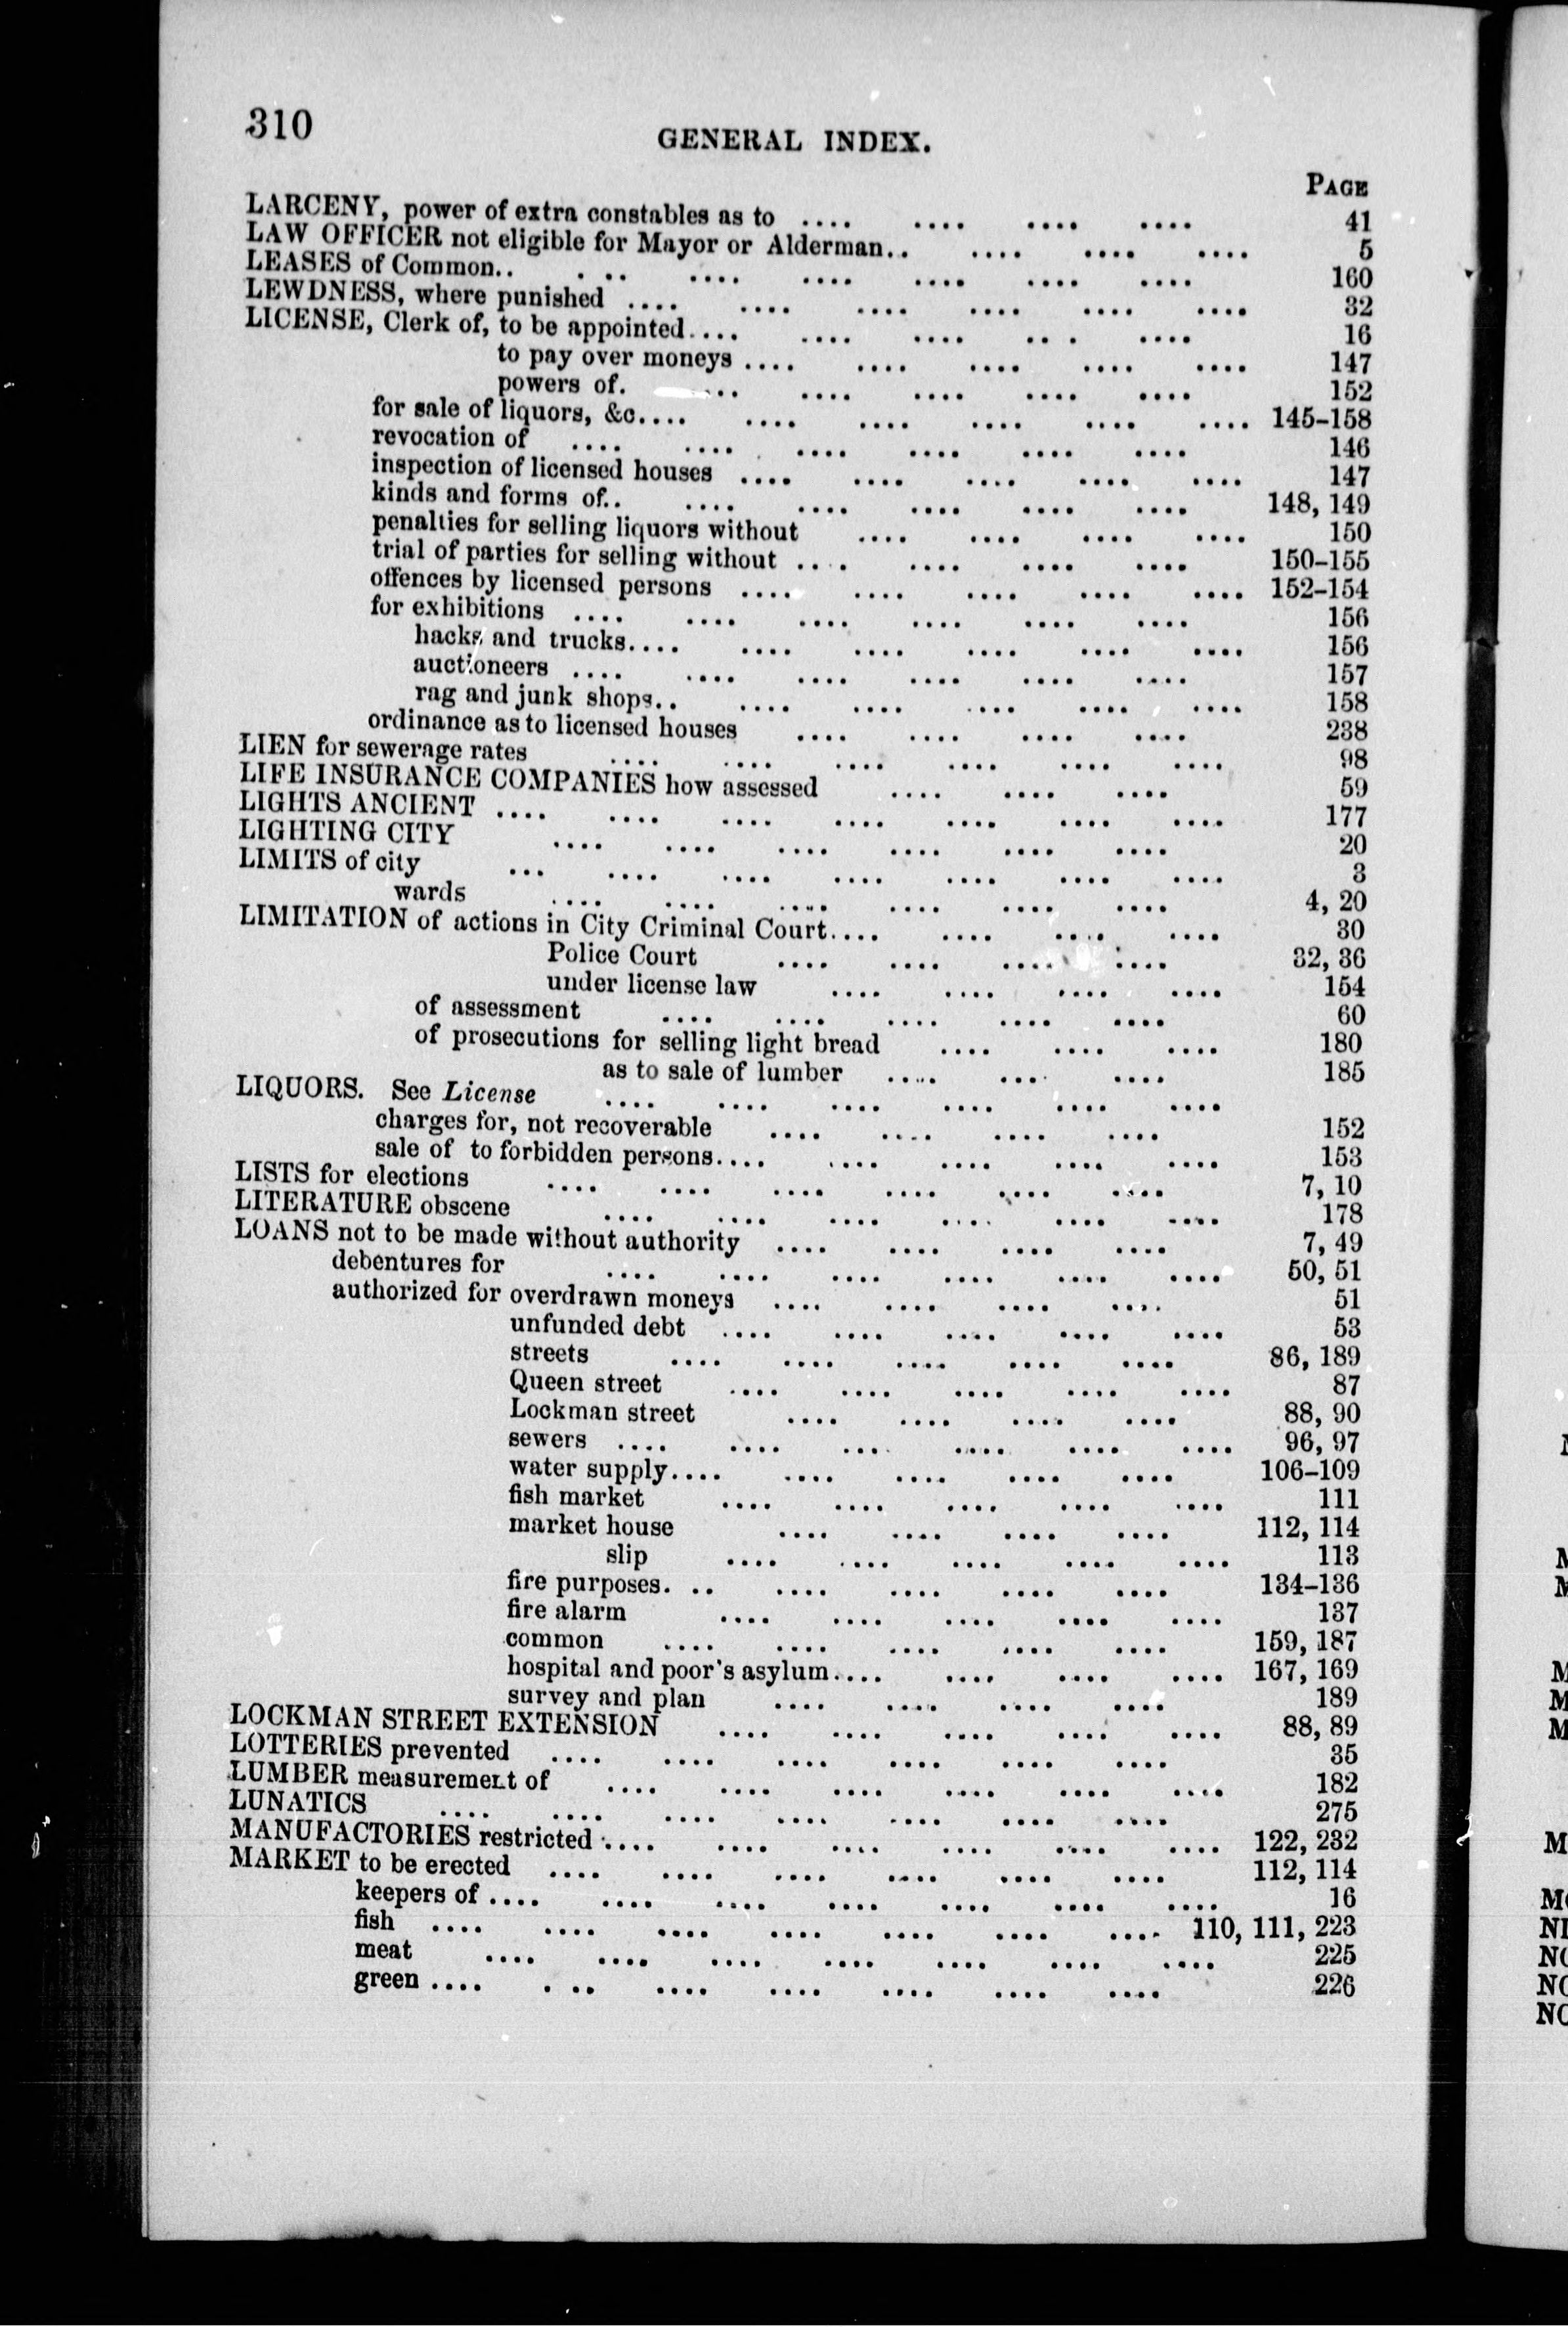 310
GENERAL INDEX.
PAGE
LARCENY, power of extra constables as to .... .... .... .... 41
LAW OFFICER not eligible for Mayor or Alderman.. .... .... .... 5
LEASES of Common.. . .. .... .... .... .... .... 160
LEWDNESS, where punished .... .... .... .... .... .... 32
LICENSE, Clerk of, to be appointed.... .... .... ... . .... 16
to pay over moneys .... .... .... .... .... 147
powers of. ... .... .... .... .... 152
for sale of liquors, &c.... .... .... .... .... .... 145-158
revocation of .... .... .... .... .... .... 146
inspection of licensed houses .... .... .... .... .... 147
kinds and forms of.. .... .... .... .... .... 148, 149
penalties for selling liquors without .... .... .... .... 150
trial of parties for selling without .... .... .... .... 150-155
offences by licensed persons .... .... .... .... .... 152-154
for exhibitions .... .... .... .... .... .... 156
hacks and trucks.... .... .... .... .... .... 156
auctioneers .... .... .... .... .... .... 157
rag and junk shops.. .... .... .... .... .... 158
ordinance as to licensed houses .... .... .... .... 238
LIEN for sewerage rates .... .... .... .... .... .... 98
LIFE INSURANCE COMPANIES how assessed .... .... .... 59
LIGHTS ANCIENT .... .... .... .... .... .... .... 177
LIGHTING CITY .... .... .... .... .... .... 20
LIMITS of city ... .... .... .... .... .... .... 3
wards .... .... .... .... .... .... 4, 20
LIMITATION of actions in City Criminal Court.... .... .... .... 30
Police Court .... .... .... .... 32, 36
under license law .... .... .... .... 154
of assessment .... .... .... .... .... 60
of prosecutions for selling light bread .... .... .... 180
as to sale of lumber .... ... .... 185
LIQUORS. See License .... .... .... .... .... ....
charges for, not recoverable .... .... .... .... 152
sale of to forbidden persons.... .... .... .... .... 153
LISTS for elections .... .... .... .... .... .... 7, 10
LITERATURE obscene .... .... .... .... .... .... 178
LOANS not to be made without authority .... .... .... .... 7, 49
debentures for .... .... .... .... .... .... 50, 51
authorized for overdrawn moneys .... .... .... .... 51
unfunded debt .... .... .... .... .... 53
streets .... .... .... .... .... 86, 189
Queen street .... .... .... .... .... 87
Lockman street .... .... .... .... 88, 90
sewers .... .... ... .... .... .... 96, 97
water supply.... .... .... .... .... 106-109
fish market .... .... .... .... .... 111
market house .... .... .... .... 112, 114
slip .... .... .... .... .... 113
fire purposes. .. .... .... .... .... 134-136
fire alarm .... .... .... .... .... 137
common .... .... .... .... .... 159, 187
hospital and poor's asylum.... .... .... .... 167, 169
survey and plan .... .... .... .... 189
LOCKMAN STREET EXTENSION .... .... .... .... .... 88, 89
LOTTERIES prevented .... .... .... .... .... .... 35
LUMBER measurement of .... .... .... .... .... .... 182
LUNATICS .... .... .... .... .... .... .... 275
MANUFACTORIES restricted .... .... .... .... .... .... 122, 232
MARKET to be erected .... .... .... .... .... .... 112, 114
keepers of .... .... .... .... .... .... .... 16
fish .... .... .... .... .... .... .... 110, 111, 223
meat .... .... .... .... .... .... .... 225
green .... . .. .... .... .... .... .... 226